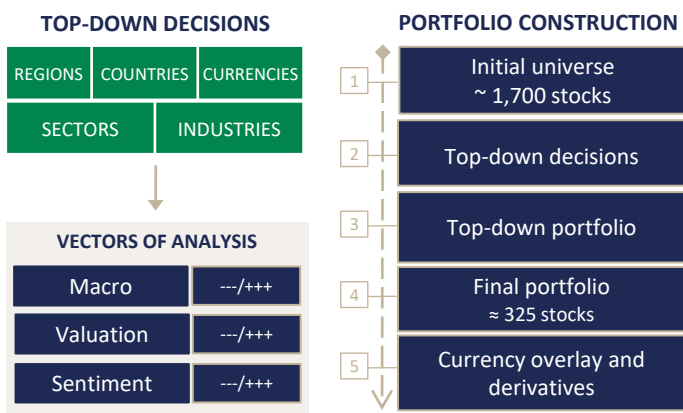 TOP-DOWN DECISIONS
REGIONS
COUNTRIES
CURRENCIES
SECTORS
INDUSTRIES
VECTORS OF ANALYSIS
Macro
---/+++
Valuation
---/+++
Sentiment
---/+++
PORTFOLIO CONSTRUCTION
1
Initial universe
~ 1,700 stocks
2
Top-down decisions
3
Top-down portfolio
4
Final portfolio
≈ 325 stocks
5
Currency overlay and
derivatives